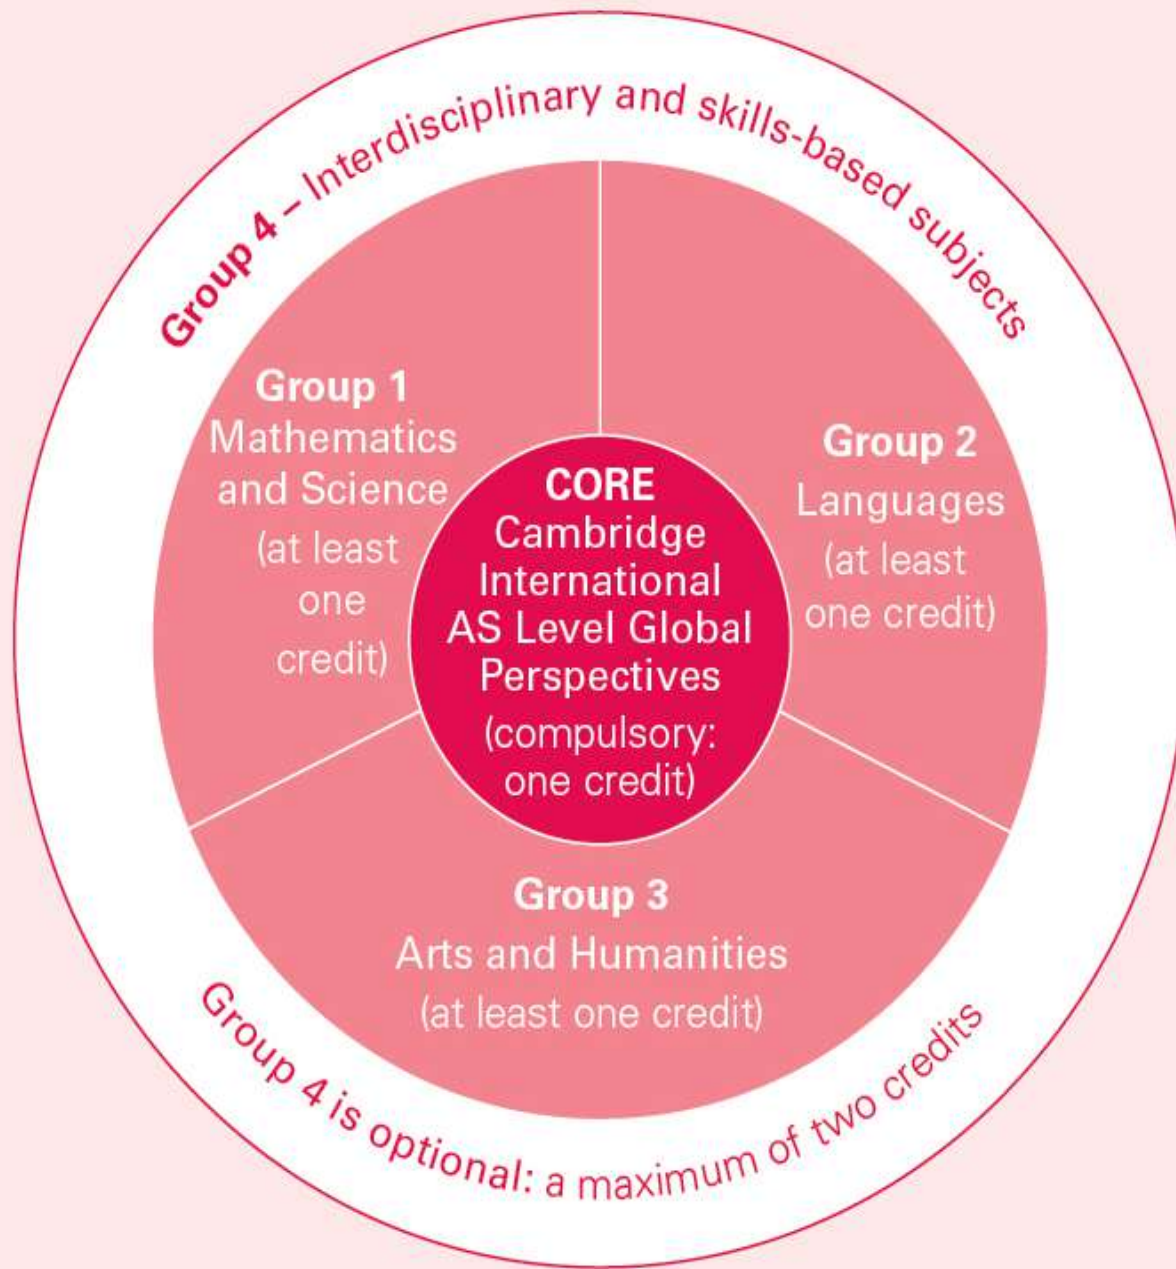 Group 4 – Interdisciplinary and skills-based subjects
Group 1
Mathematics
and Science
(at least
one
credit)
CORE
Cambridge
International
AS Level Global
Perspectives
(compulsory:
one credit)
Group 2
Languages
(at least
one credit)
Group 3
Arts and Humanities
(at least one credit)
Group 4 is optional: a maximum of two credits